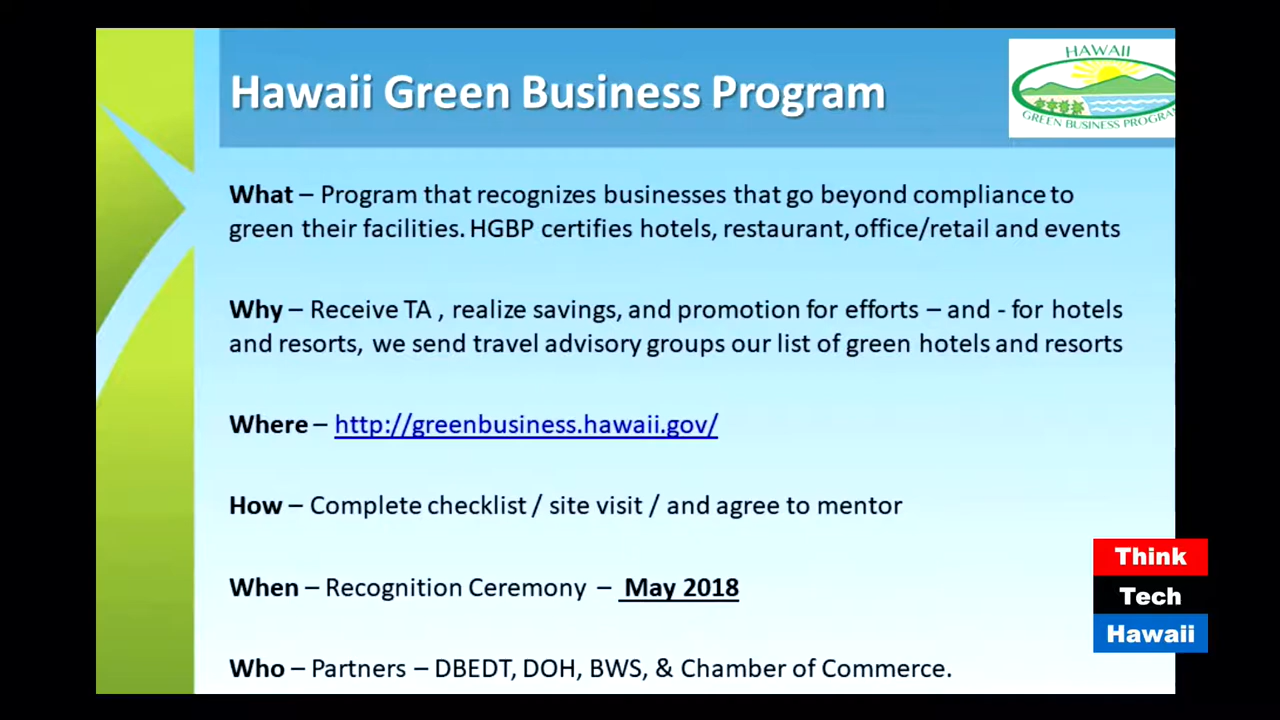 Hawaii Green Business Program
HAWAII
GREEN BUSINESS PROGRAM
What – Program that recognizes businesses that go beyond compliance to
green their facilities. HGBP certifies hotels, restaurant, office/retail and events
Why – Receive TA , realize savings, and promotion for efforts – and - for hotels
and resorts, we send travel advisory groups our list of green hotels and resorts
Where – http://greenbusiness.hawaii.gov/
How – Complete checklist / site visit / and agree to mentor
When – Recognition Ceremony – May 2018
Who – Partners – DBEDT, DOH, BWS, & Chamber of Commerce.
Think
Tech
Hawaii